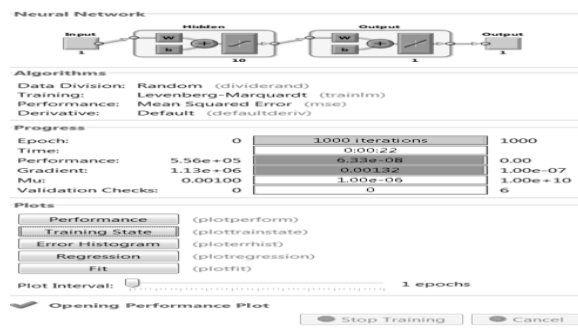 Neural Network
Hidden Output
Input Output
W W
b b
+ +
1 10 1 1
Algorithms
Data Division: Random (dividerand)
Training: Levenberg-Marquardt (trainlm)
Performance: Mean Squared Error (mse)
Derivative: Default (defaultderiv)
Progress
Epoch: 0 1000 iterations 1000
Time: 0:00:22
Performance: 5.56e+05 6.33e-08 0.00
Gradient: 1.13e+06 0.00132 1.00e-07
Mu: 0.00100 1.00e-06 1.00e+10
Validation Checks: 0 0 6
Plots
Performance (plotperform)
Training State (plottrainstate)
Error Histogram (ploterrhist)
Regression (plotregression)
Fit (plotfit)
Plot Interval: 1 epochs
Opening Performance Plot
Stop Training Cancel